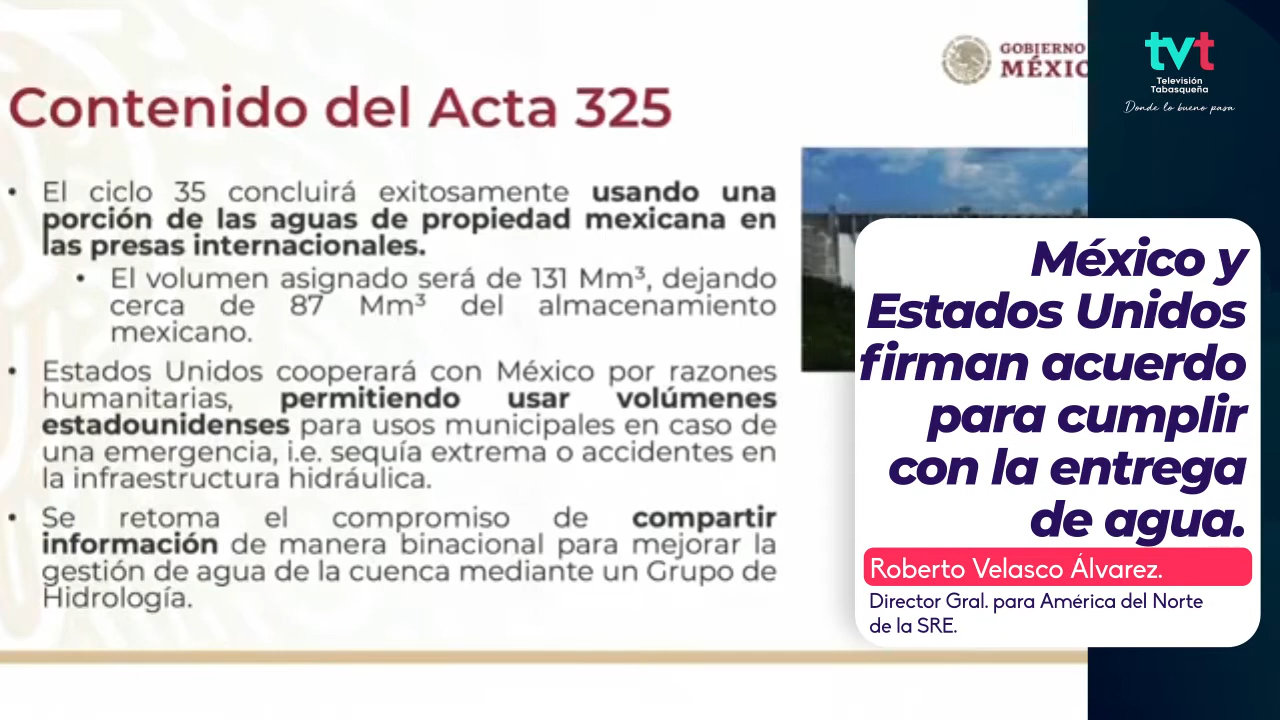 Contenido del Acta 325
• El ciclo 35 concluirá exitosamente usando una
porción de las aguas de propiedad mexicana en
las presas internacionales.
• El volumen asignado será de 131 Mm³, dejando
cerca de 87 Mm³ del almacenamiento
mexicano.
• Estados Unidos cooperará con México por razones
humanitarias, permitiendo usar volúmenes
estadounidenses para usos municipales en caso de
una emergencia, i.e. sequía extrema o accidentes en
la infraestructura hidráulica.
• Se retoma el compromiso de compartir
información de manera binacional para mejorar la
gestión de agua de la cuenca mediante un Grupo de
Hidrología.
GOBIERNO
MÉXIC
tvt
Televisión
Tabasqueña
Donde lo bueno pasa
México y
Estados Unidos
firman acuerdo
para cumplir
con la entrega
de agua.
Roberto Velasco Álvarez.
Director Gral. para América del Norte
de la SRE.